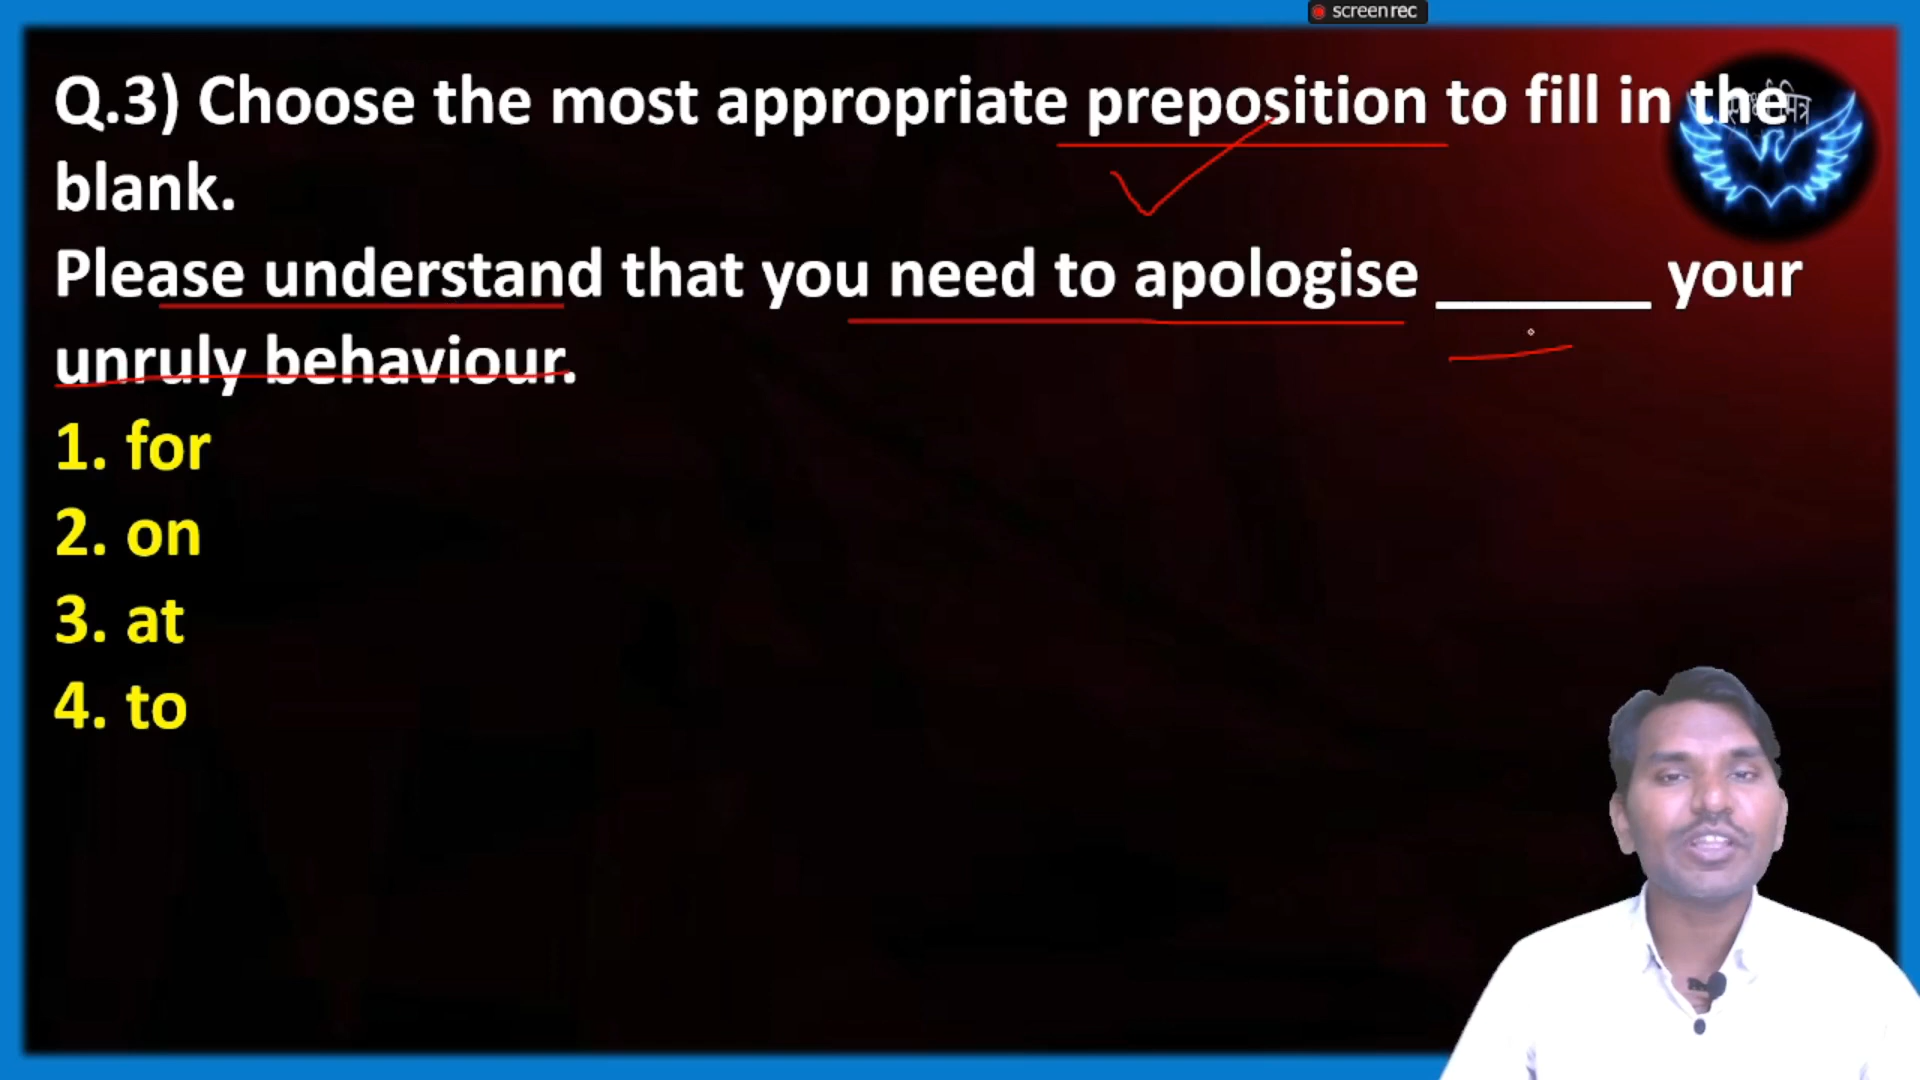 screenrec
Q.3) Choose the most appropriate preposition to fill in the
blank.
Please understand that you need to apologise ______ your
unruly behaviour.
1. for
2. on
3. at
4. to